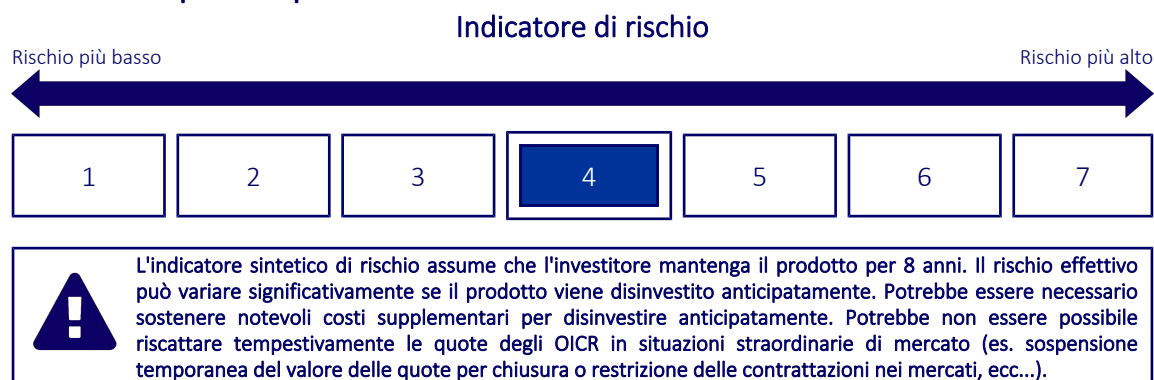 Indicatore di rischio
Rischio più basso
Rischio più alto
1
2
3
4
5
6
7
L'indicatore sintetico di rischio assume che l'investitore mantenga il prodotto per 8 anni. Il rischio effettivo
può variare significativamente se il prodotto viene disinvestito anticipatamente. Potrebbe essere necessario
sostenere notevoli costi supplementari per disinvestire anticipatamente. Potrebbe non essere possibile
riscattare tempestivamente le quote degli OICR in situazioni straordinarie di mercato (es. sospensione
temporanea del valore delle quote per chiusura o restrizione delle contrattazioni nei mercati, ecc...).